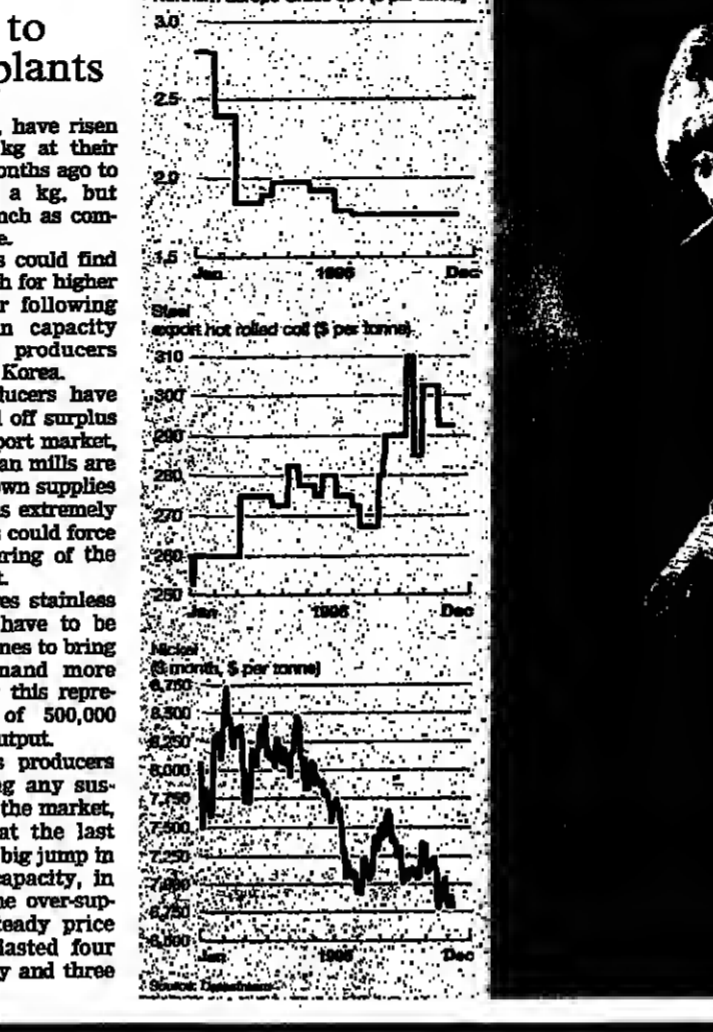 to
plants
, have risen
kg at their
months ago to
a kg, but
nch as com-
e.
s could find
h for higher
r following
n capacity
producers
Korea.
ducers have
l off surplus
port market,
an mills are
own supplies
s extremely
s could force
ring of the
t.
es stainless
have to be
nes to bring
mand more
this repre-
of 500,000
utput.
s producers
ng any sus-
the market,
at the last
big jump in
capacity, in
ne over-sup-
teady price
lasted four
y and three
3.0
2.5
2.0
1.5
Jan 1996 Dec
Steel
export hot rolled coil ($ per tonne)
310
300
290
280
270
260
250
Jan 1996 Dec
Nickel
(3 month, $ per tonne)
8,750
8,500
8,250
8,000
7,750
7,500
7,250
7,000
6,750
6,500
Jan 1996 Dec
Source: Datastream